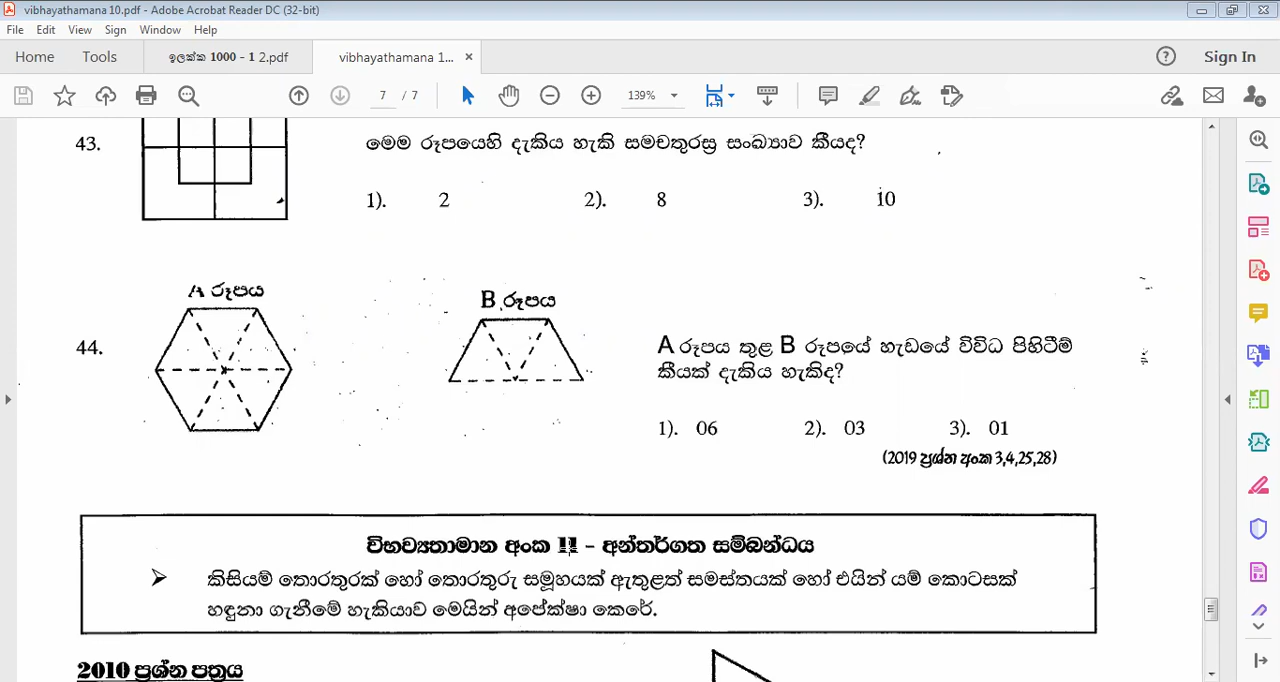 vibhayathamana 10.pdf - Adobe Acrobat Reader DC (32-bit)
File Edit View Sign Window Help
Home Tools ඉලක්ක 1000 - 1 2.pdf vibhayathamana 1... × Sign In
7 / 7 139%
43. මෙම රූපයෙහි දැකිය හැකි සමචතුරස්‍ර සංඛ්‍යාව කීයද?
1). 2 2). 8 3). 10
A රූපය B රූපය
44. A රූපය තුළ B රූපයේ හැඩයේ විවිධ පිහිටීම්
කීයක් දැකිය හැකිද?
1). 06 2). 03 3). 01
(2019 ප්‍රශ්න අංක 3,4,25,28)
විභව්‍යතාමාන අංක 11 - අන්තර්ගත සම්බන්ධය
➤ කිසියම් තොරතුරක් හෝ තොරතුරු සමූහයක් ඇතුළත් සමස්තයක් හෝ එයින් යම් කොටසක්
හඳුනා ගැනීමේ හැකියාව මෙයින් අපේක්ෂා කෙරේ.
2010 ප්‍රශ්න පත්‍රය